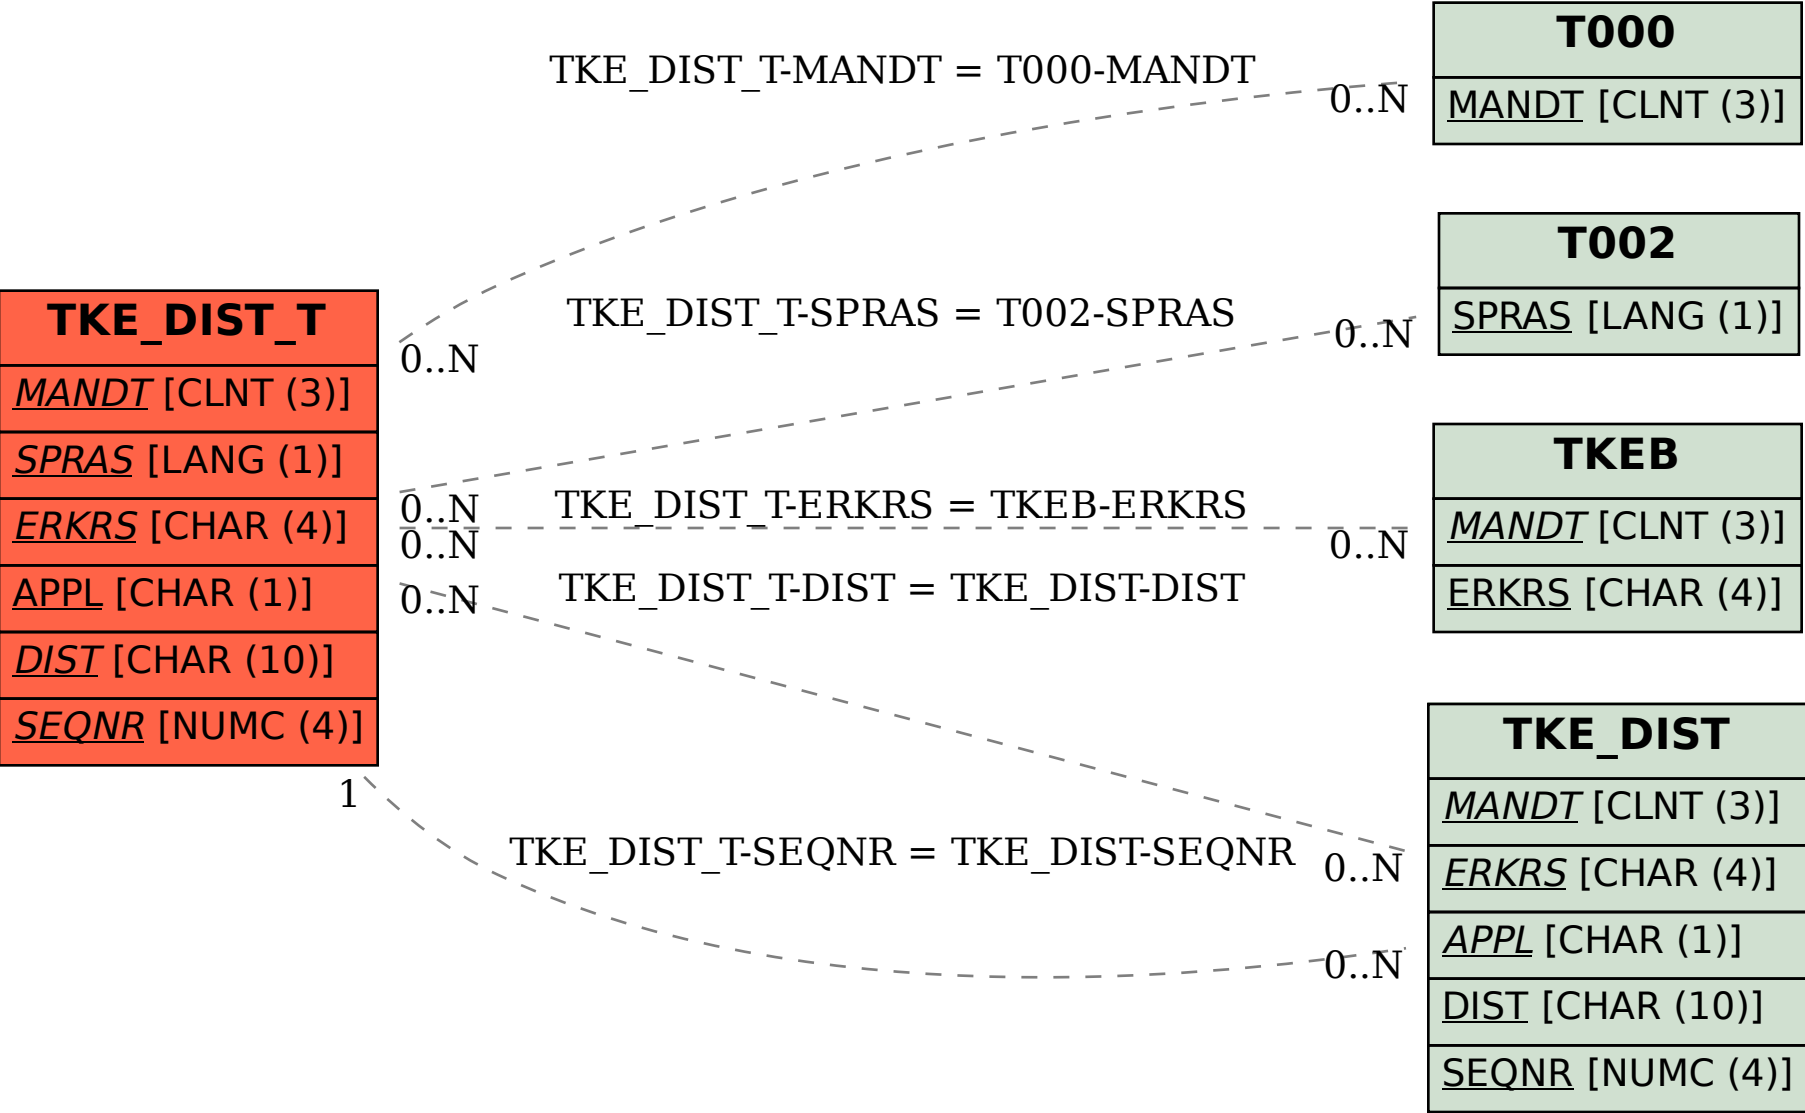 T000
MANDT [CLNT (3)]
TKE_DIST_T-MANDT = T000-MANDT
0..N
0..N
T002
SPRAS [LANG (1)]
TKE_DIST_T-SPRAS = T002-SPRAS
0..N
0..N
TKE_DIST_T
MANDT [CLNT (3)]
SPRAS [LANG (1)]
ERKRS [CHAR (4)]
APPL [CHAR (1)]
DIST [CHAR (10)]
SEQNR [NUMC (4)]
TKE_DIST_T-ERKRS = TKEB-ERKRS
0..N
0..N
TKEB
MANDT [CLNT (3)]
ERKRS [CHAR (4)]
TKE_DIST_T-DIST = TKE_DIST-DIST
0..N
0..N
TKE_DIST_T-SEQNR = TKE_DIST-SEQNR
1
0..N
TKE_DIST
MANDT [CLNT (3)]
ERKRS [CHAR (4)]
APPL [CHAR (1)]
DIST [CHAR (10)]
SEQNR [NUMC (4)]